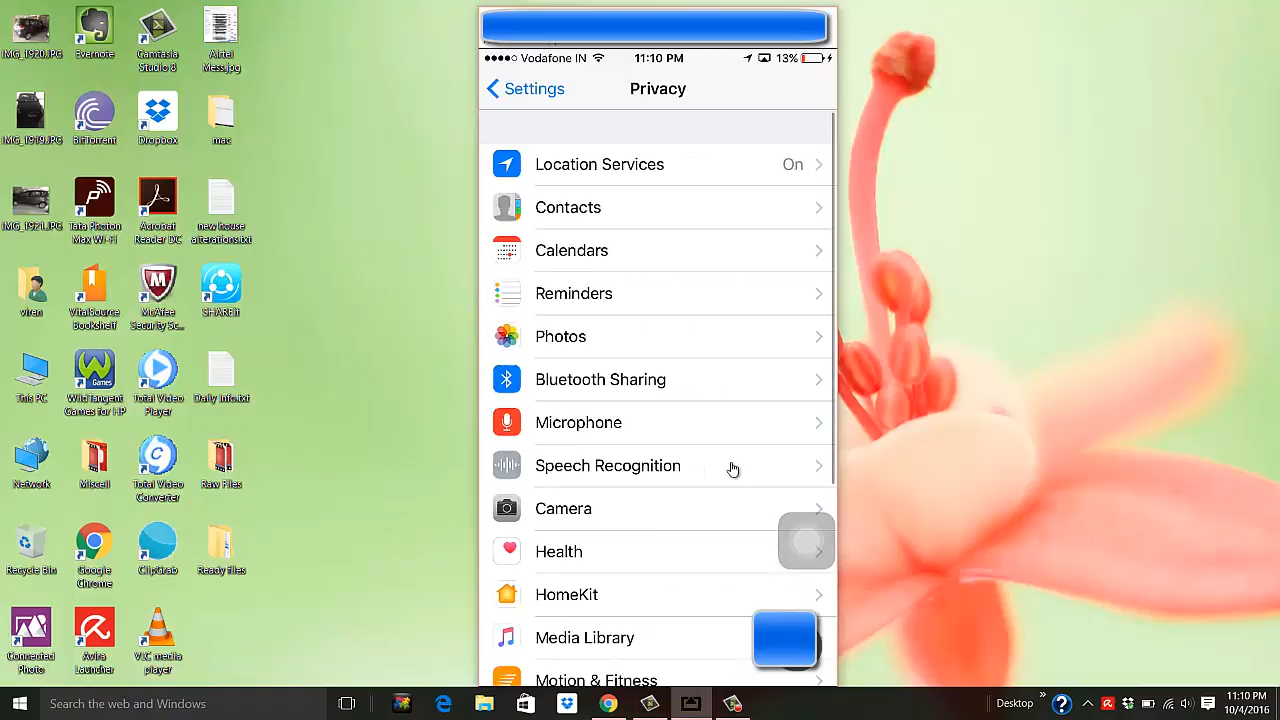 IMG_1920.JPG
Evernote
Camtasia
Studio 8
Airtel
Mess.jpg
IMG_1919.JPG
BitTorrent
Dropbox
mac
IMG_1921.JPG
Tata Photon
Max Wi-Fi
Acrobat
Reader DC
new house
alterations.txt
viren
VitalSource
Bookshelf
McAfee
Security Sc...
SHAREit
This PC
WildTangent
Games for HP
Total Video
Player
Daily Info.txt
Network
Miscell
Total Video
Converter
Raw Files
Recycle Bin
Google
Chrome
ClipGrab
Ready files
Connected
Photo
Avira
Launcher
VLC media
player
Vodafone IN
11:10 PM
13%
Settings
Privacy
Location Services
On
Contacts
Calendars
Reminders
Photos
Bluetooth Sharing
Microphone
Speech Recognition
Camera
Health
HomeKit
Media Library
Motion & Fitness
Search the web and Windows
Desktop
11:10 PM
10/4/2016